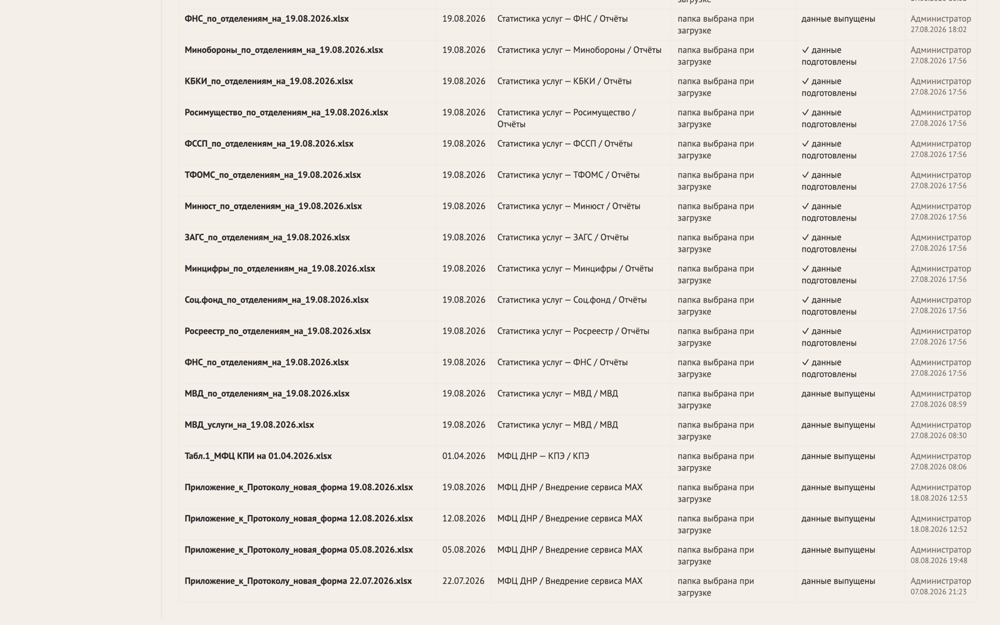 ФНС_по_отделениям_на_19.08.2026.xlsx 19.08.2026 Статистика услуг — ФНС / Отчёты папка выбрана при данные выпущены Администратор
загрузке 27.08.2026 18:02
Минобороны_по_отделениям_на_19.08.2026.xlsx 19.08.2026 Статистика услуг — Минобороны / Отчёты папка выбрана при ✓ данные Администратор
загрузке подготовлены 27.08.2026 17:56
КБКИ_по_отделениям_на_19.08.2026.xlsx 19.08.2026 Статистика услуг — КБКИ / Отчёты папка выбрана при ✓ данные Администратор
загрузке подготовлены 27.08.2026 17:56
Росимущество_по_отделениям_на_19.08.2026.xlsx 19.08.2026 Статистика услуг — Росимущество / папка выбрана при ✓ данные Администратор
Отчёты загрузке подготовлены 27.08.2026 17:56
ФССП_по_отделениям_на_19.08.2026.xlsx 19.08.2026 Статистика услуг — ФССП / Отчёты папка выбрана при ✓ данные Администратор
загрузке подготовлены 27.08.2026 17:56
ТФОМС_по_отделениям_на_19.08.2026.xlsx 19.08.2026 Статистика услуг — ТФОМС / Отчёты папка выбрана при ✓ данные Администратор
загрузке подготовлены 27.08.2026 17:56
Минюст_по_отделениям_на_19.08.2026.xlsx 19.08.2026 Статистика услуг — Минюст / Отчёты папка выбрана при ✓ данные Администратор
загрузке подготовлены 27.08.2026 17:56
ЗАГС_по_отделениям_на_19.08.2026.xlsx 19.08.2026 Статистика услуг — ЗАГС / Отчёты папка выбрана при ✓ данные Администратор
загрузке подготовлены 27.08.2026 17:56
Минцифры_по_отделениям_на_19.08.2026.xlsx 19.08.2026 Статистика услуг — Минцифры / Отчёты папка выбрана при ✓ данные Администратор
загрузке подготовлены 27.08.2026 17:56
Соц.фонд_по_отделениям_на_19.08.2026.xlsx 19.08.2026 Статистика услуг — Соц.фонд / Отчёты папка выбрана при ✓ данные Администратор
загрузке подготовлены 27.08.2026 17:56
Росреестр_по_отделениям_на_19.08.2026.xlsx 19.08.2026 Статистика услуг — Росреестр / Отчёты папка выбрана при ✓ данные Администратор
загрузке подготовлены 27.08.2026 17:56
ФНС_по_отделениям_на_19.08.2026.xlsx 19.08.2026 Статистика услуг — ФНС / Отчёты папка выбрана при ✓ данные Администратор
загрузке подготовлены 27.08.2026 17:56
МВД_по_отделениям_на_19.08.2026.xlsx 19.08.2026 Статистика услуг — МВД / МВД папка выбрана при данные выпущены Администратор
загрузке 27.08.2026 08:59
МВД_услуги_на_19.08.2026.xlsx 19.08.2026 Статистика услуг — МВД / МВД папка выбрана при данные выпущены Администратор
загрузке 27.08.2026 08:30
Табл.1_МФЦ КПИ на 01.04.2026.xlsx 01.04.2026 МФЦ ДНР — КПЭ / КПЭ папка выбрана при данные выпущены Администратор
загрузке 27.08.2026 08:06
Приложение_к_Протоколу_новая_форма 19.08.2026.xlsx 19.08.2026 МФЦ ДНР / Внедрение сервиса MAX папка выбрана при данные выпущены Администратор
загрузке 18.08.2026 12:53
Приложение_к_Протоколу_новая_форма 12.08.2026.xlsx 12.08.2026 МФЦ ДНР / Внедрение сервиса MAX папка выбрана при данные выпущены Администратор
загрузке 18.08.2026 12:52
Приложение_к_Протоколу_новая_форма 05.08.2026.xlsx 05.08.2026 МФЦ ДНР / Внедрение сервиса MAX папка выбрана при данные выпущены Администратор
загрузке 08.08.2026 19:48
Приложение_к_Протоколу_новая_форма 22.07.2026.xlsx 22.07.2026 МФЦ ДНР / Внедрение сервиса MAX папка выбрана при данные выпущены Администратор
загрузке 07.08.2026 21:23